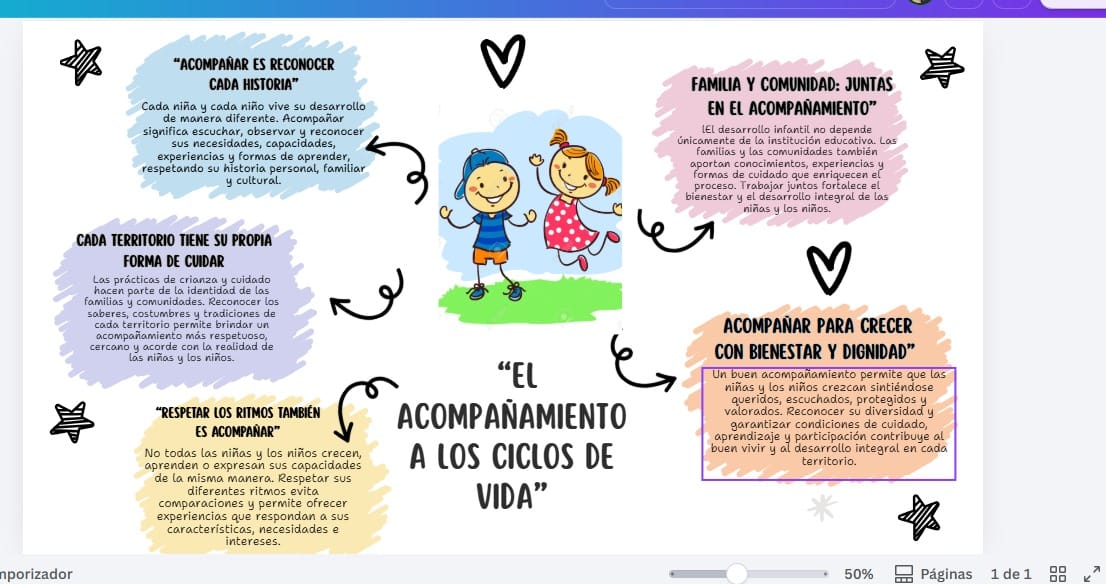 “ACOMPAÑAR ES RECONOCER
CADA HISTORIA”
Cada niña y cada niño vive su desarrollo
de manera diferente. Acompañar
significa escuchar, observar y reconocer
sus necesidades, capacidades,
experiencias y formas de aprender,
respetando su historia personal, familiar
y cultural.
CADA TERRITORIO TIENE SU PROPIA
FORMA DE CUIDAR
Las prácticas de crianza y cuidado
hacen parte de la identidad de las
familias y comunidades. Reconocer los
saberes, costumbres y tradiciones de
cada territorio permite brindar un
acompañamiento más respetuoso,
cercano y acorde con la realidad de
las niñas y los niños.
“RESPETAR LOS RITMOS TAMBIÉN
ES ACOMPAÑAR”
No todas las niñas y los niños crecen,
aprenden o expresan sus capacidades
de la misma manera. Respetar sus
diferentes ritmos evita
comparaciones y permite ofrecer
experiencias que respondan a sus
características, necesidades e
intereses.
“EL
ACOMPAÑAMIENTO
A LOS CICLOS DE
VIDA”
FAMILIA Y COMUNIDAD: JUNTAS
EN EL ACOMPAÑAMIENTO”
lEl desarrollo infantil no depende
únicamente de la institución educativa. Las
familias y las comunidades también
aportan conocimientos, experiencias y
formas de cuidado que enriquecen el
proceso. Trabajar juntos fortalece el
bienestar y el desarrollo integral de las
niñas y los niños.
ACOMPAÑAR PARA CRECER
CON BIENESTAR Y DIGNIDAD”
Un buen acompañamiento permite que las
niñas y los niños crezcan sintiéndose
queridos, escuchados, protegidos y
valorados. Reconocer su diversidad y
garantizar condiciones de cuidado,
aprendizaje y participación contribuye al
buen vivir y al desarrollo integral en cada
territorio.
mporizador
50%
Páginas
1 de 1